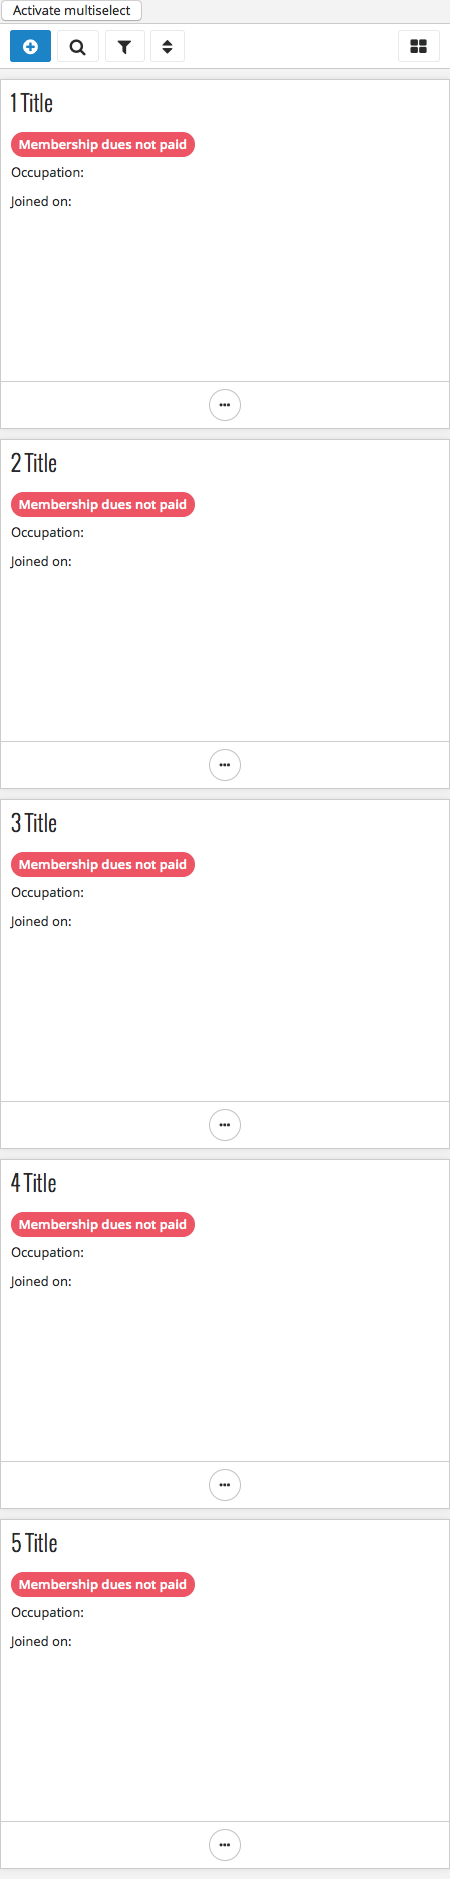 Activate multiselect
1 Title
Membership dues not paid
Occupation:
Joined on:
2 Title
Membership dues not paid
Occupation:
Joined on:
3 Title
Membership dues not paid
Occupation:
Joined on:
4 Title
Membership dues not paid
Occupation:
Joined on:
5 Title
Membership dues not paid
Occupation:
Joined on: